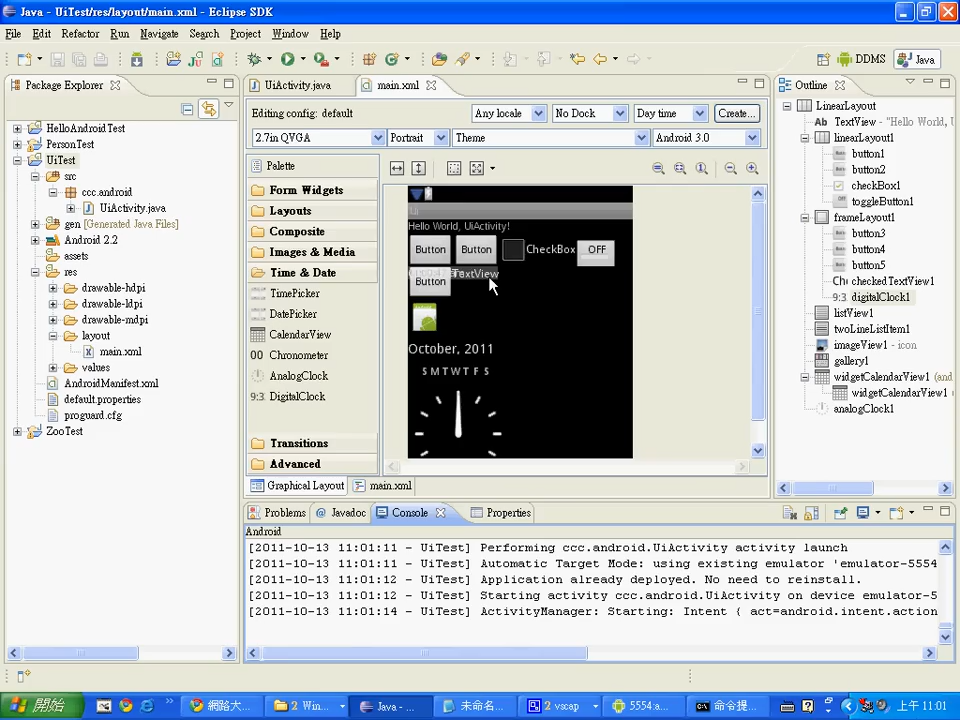 Java - UiTest/res/layout/main.xml - Eclipse SDK
File Edit Refactor Run Navigate Search Project Window Help
DDMS Java
Package Explorer
HelloAndroidTest
PersonTest
UiTest
src
ccc.android
UiActivity.java
gen [Generated Java Files]
Android 2.2
assets
res
drawable-hdpi
drawable-ldpi
drawable-mdpi
layout
main.xml
values
AndroidManifest.xml
default.properties
proguard.cfg
ZooTest
UiActivity.java main.xml
Editing config: default Any locale No Dock Day time Create...
2.7in QVGA Portrait Theme Android 3.0
Palette
Form Widgets
Layouts
Composite
Images & Media
Time & Date
TimePicker
DatePicker
CalendarView
00 Chronometer
AnalogClock
9:3 DigitalClock
Transitions
Advanced
Ui
Hello World, UiActivity!
Button Button CheckBox OFF
TextView
Button
October, 2011
S M T W T F S
Graphical Layout main.xml
Outline
LinearLayout
Ab TextView - "Hello World, U
linearLayout1
button1
button2
checkBox1
toggleButton1
frameLayout1
button3
button4
button5
Ch checkedTextView1
9:3 digitalClock1
listView1
twoLineListItem1
imageView1 - icon
gallery1
widgetCalendarView1 (and
widgetCalendarView1
analogClock1
Problems Javadoc Console Properties
Android
[2011-10-13 11:01:11 - UiTest] Performing ccc.android.UiActivity activity launch
[2011-10-13 11:01:11 - UiTest] Automatic Target Mode: using existing emulator 'emulator-5554
[2011-10-13 11:01:12 - UiTest] Application already deployed. No need to reinstall.
[2011-10-13 11:01:12 - UiTest] Starting activity ccc.android.UiActivity on device emulator-5
[2011-10-13 11:01:14 - UiTest] ActivityManager: Starting: Intent { act=android.intent.action
開始 網路大... 2 Win... Java - ... 未命名... 2 vscap 5554:a... 命令提... 上午 11:01